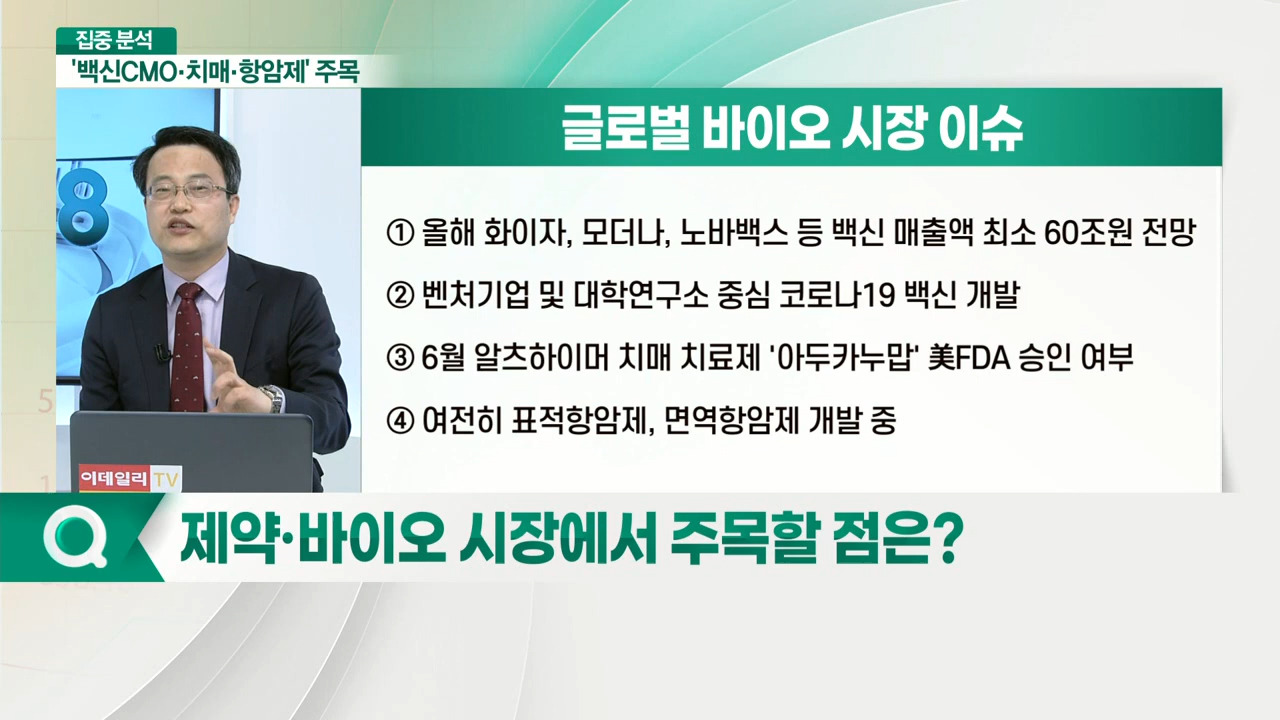 집중 분석
'백신CMO·치매·항암제' 주목
글로벌 바이오 시장 이슈
① 올해 화이자, 모더나, 노바백스 등 백신 매출액 최소 60조원 전망
② 벤처기업 및 대학연구소 중심 코로나19 백신 개발
③ 6월 알츠하이머 치매 치료제 '아두카누맙' 美FDA 승인 여부
④ 여전히 표적항암제, 면역항암제 개발 중
8
이데일리TV
Q 제약·바이오 시장에서 주목할 점은?